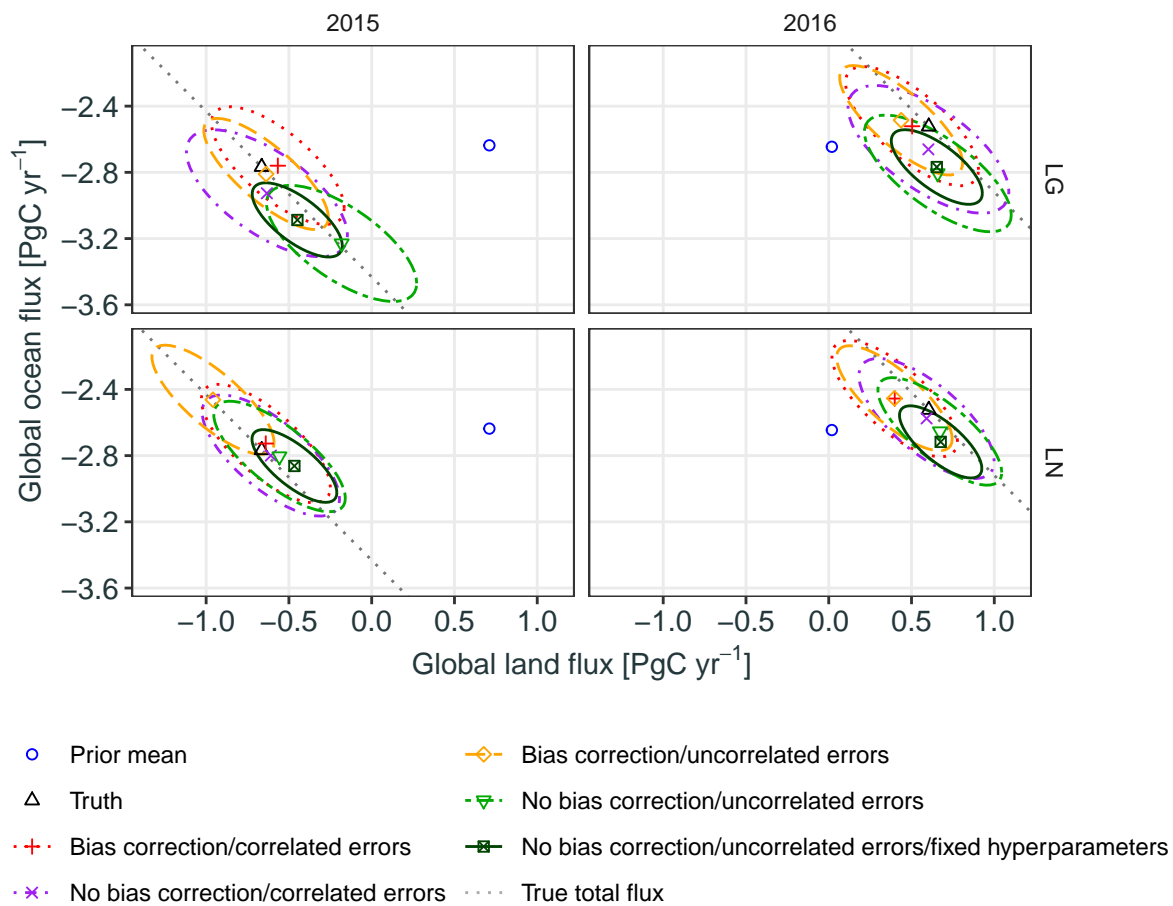 2015 2016
−2.4
−2.8
−3.2
−3.6
LG
−2.4
−2.8
−3.2
−3.6
LN
Global ocean flux [PgC yr⁻¹]
−1.0 −0.5 0.0 0.5 1.0 −1.0 −0.5 0.0 0.5 1.0
Global land flux [PgC yr⁻¹]
Prior mean
Truth
Bias correction/correlated errors
No bias correction/correlated errors
Bias correction/uncorrelated errors
No bias correction/uncorrelated errors
No bias correction/uncorrelated errors/fixed hyperparameters
True total flux